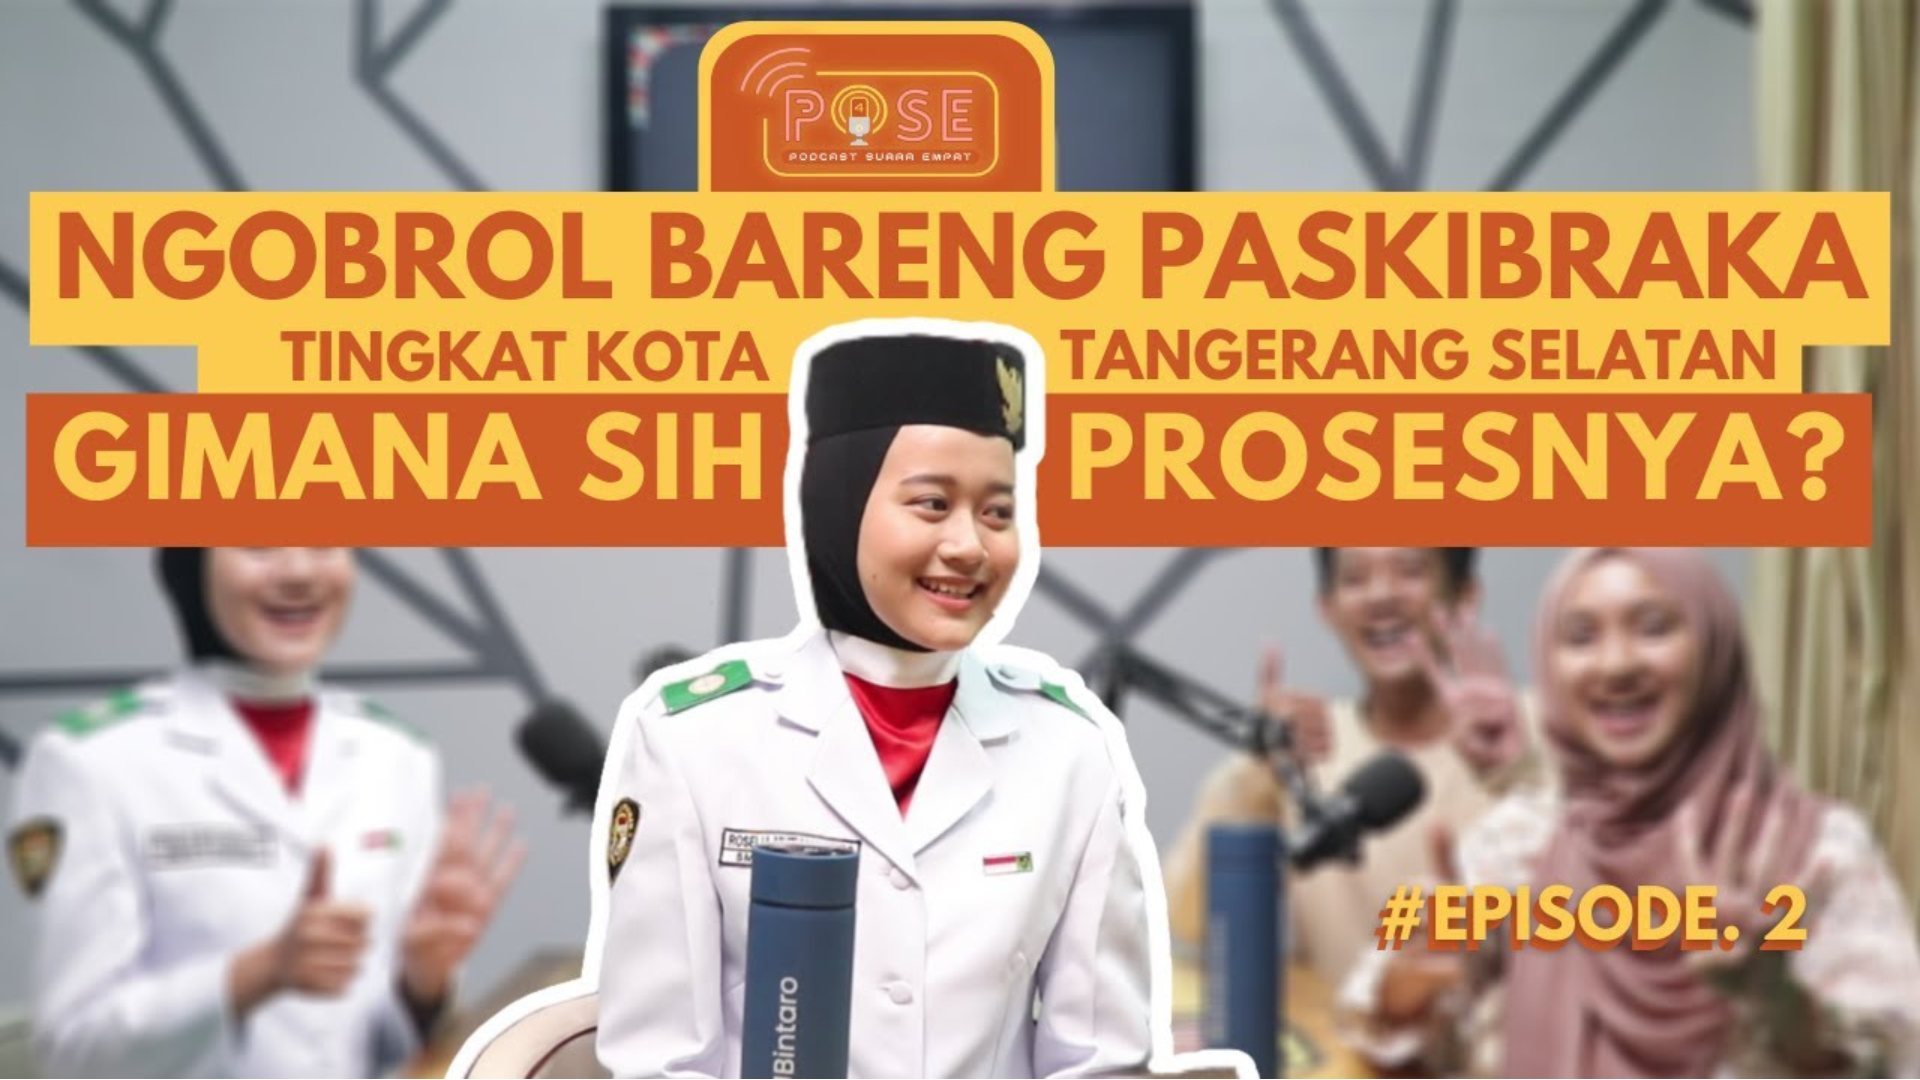 POSE
PODCAST SUARA EMPAT
NGOBROL BARENG PASKIBRAKA
TINGKAT KOTA TANGERANG SELATAN
GIMANA SIH PROSESNYA?
#EPISODE. 2
Bintaro